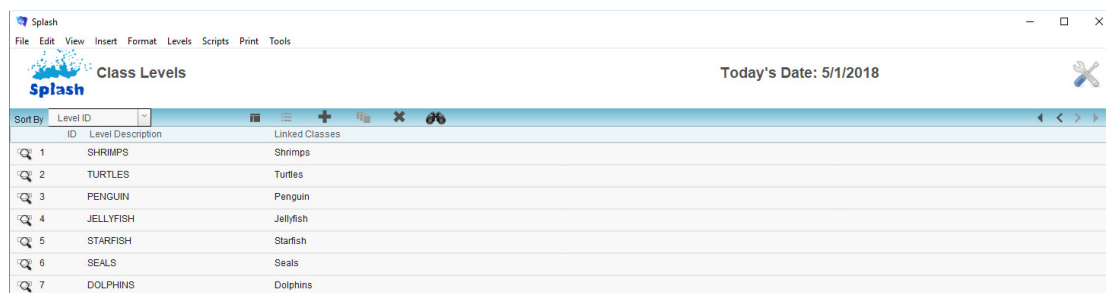 Splash
File Edit View Insert Format Levels Scripts Print Tools
Splash
Class Levels
Today's Date: 5/1/2018
Sort By Level ID
ID Level Description Linked Classes
1 SHRIMPS Shrimps
2 TURTLES Turtles
3 PENGUIN Penguin
4 JELLYFISH Jellyfish
5 STARFISH Starfish
6 SEALS Seals
7 DOLPHINS Dolphins